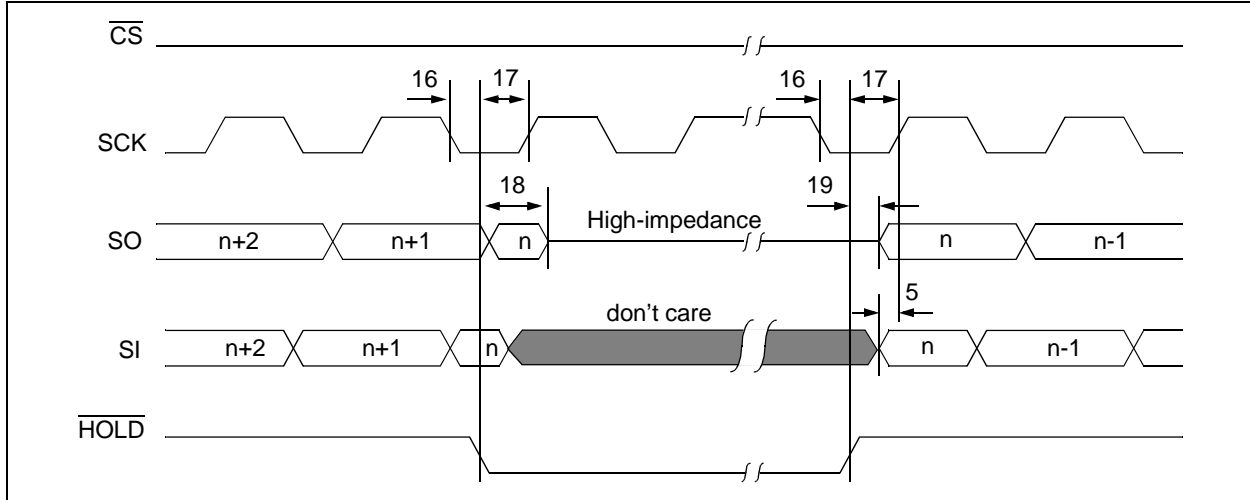 CS
16 17 16 17
SCK
18 19
High-impedance
SO n+2 n+1 n n n-1
5
don't care
SI n+2 n+1 n n n-1
HOLD